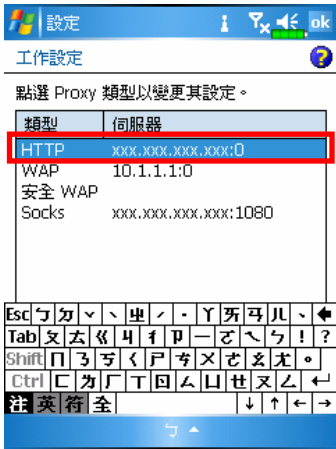 設定 ok
工作設定 ?
點選 Proxy 類型以變更其設定。
類型 伺服器
HTTP xxx.xxx.xxx.xxx:0
WAP 10.1.1.1:0
安全 WAP
Socks xxx.xxx.xxx.xxx:1080
Esc ㄅ ㄉ ˇ ˋ ㄓ ˊ ˙ ㄚ ㄞ ㄢ ㄦ 、
Tab ㄆ ㄊ ㄍ ㄐ ㄔ ㄗ 一 ㄛ ㄟ ㄣ ! ?
Shift ㄇ ㄋ ㄎ ㄑ ㄕ ㄘ ㄨ ㄜ ㄠ ㄤ 。
Ctrl ㄈ ㄌ ㄏ ㄒ ㄖ ㄙ ㄩ ㄝ ㄡ ㄥ ↵
注 英 符 全 ↓ ↑ ← →
ㄅ